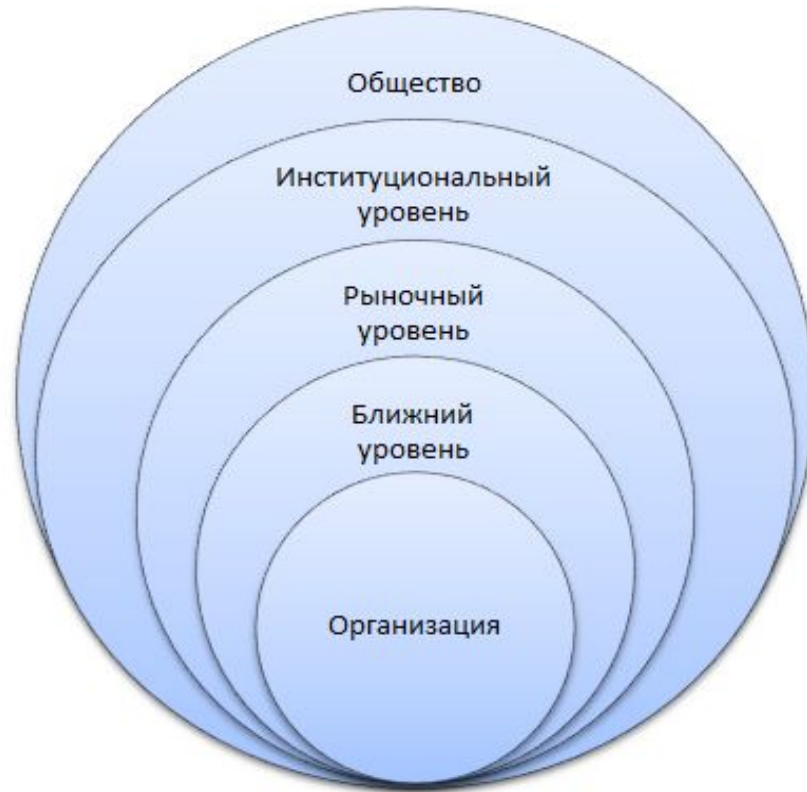 Общество
Институциональный
уровень
Рыночный
уровень
Ближний
уровень
Организация